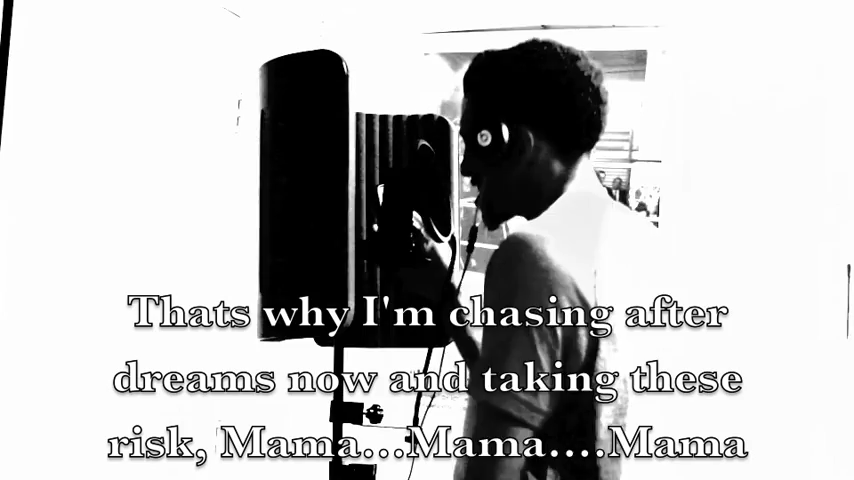 Thats why I'm chasing after
dreams now and taking these
risk, Mama...Mama....Mama